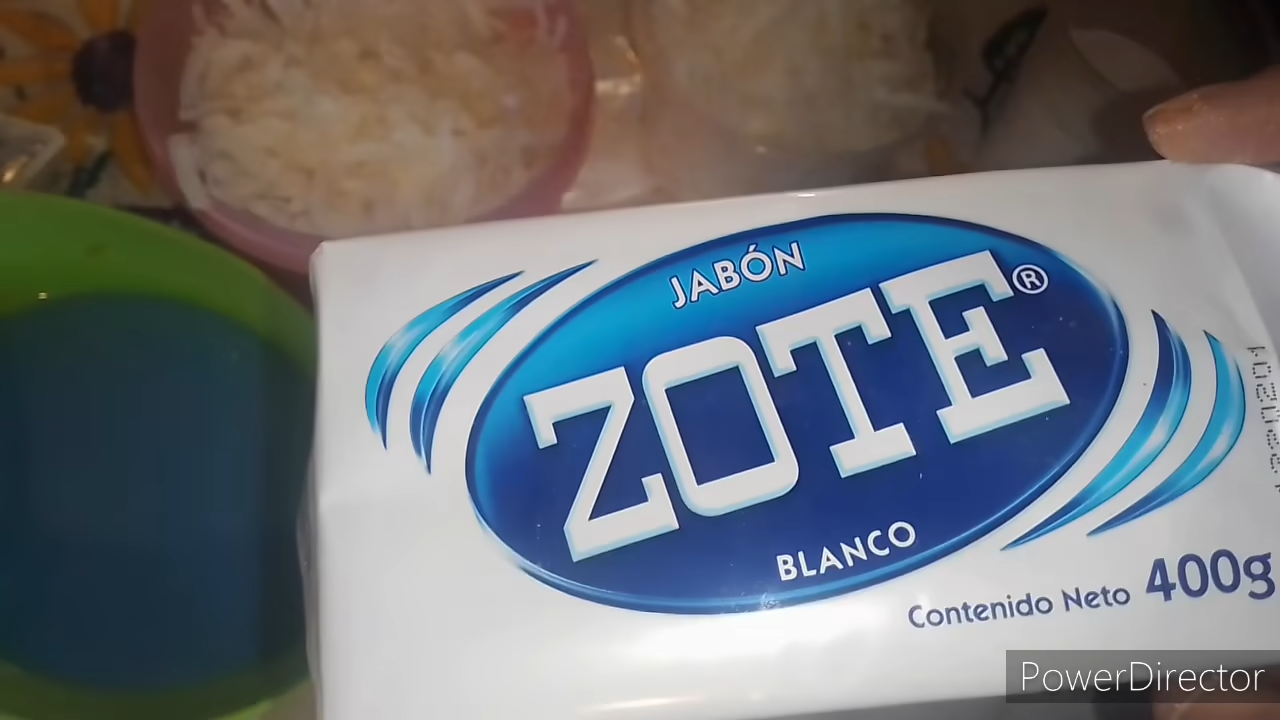 JABÓN
ZOTE®
BLANCO
Contenido Neto 400g
PowerDirector